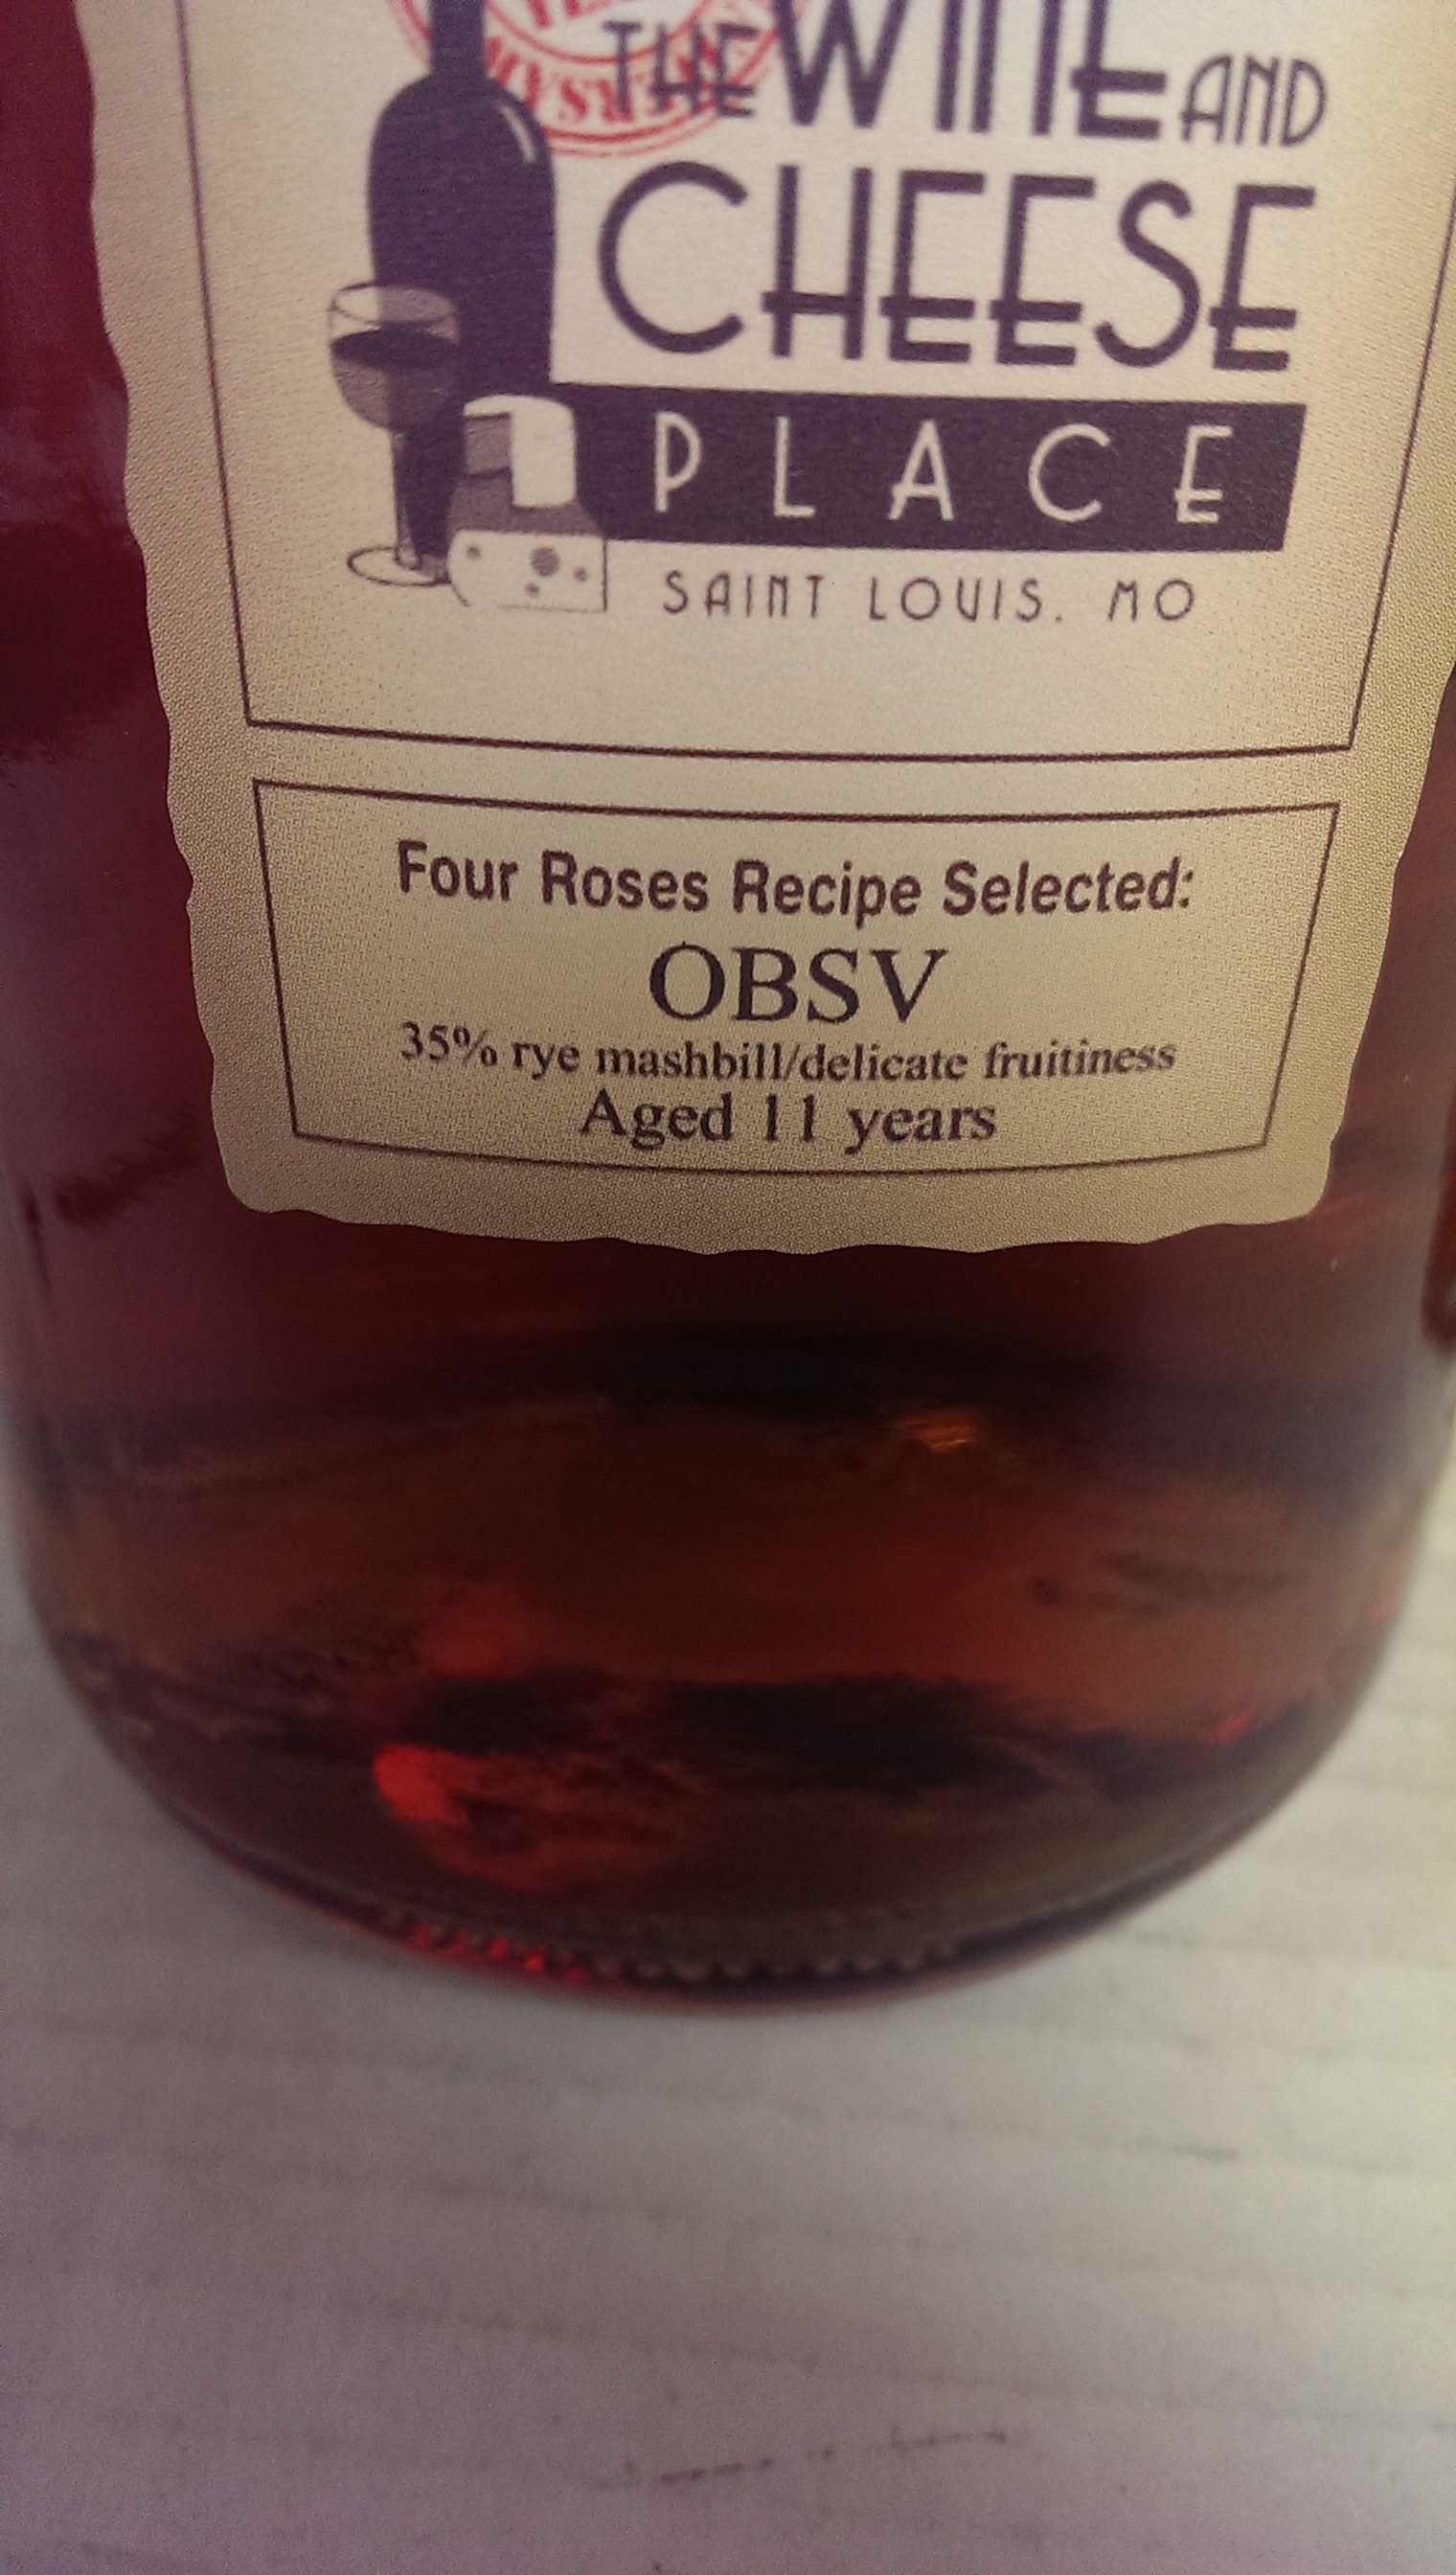 THE WINE AND
CHEESE
PLACE
SAINT LOUIS, MO
Four Roses Recipe Selected:
OBSV
35% rye mashbill/delicate fruitiness
Aged 11 years